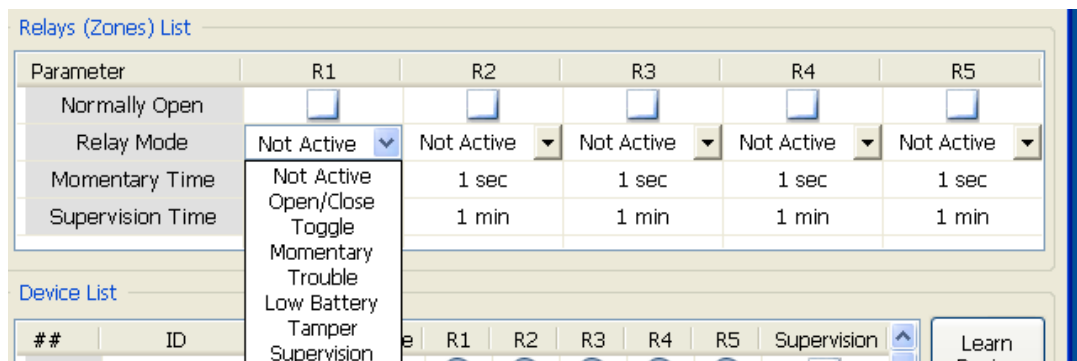 Relays (Zones) List
Parameter R1 R2 R3 R4 R5
Normally Open
Relay Mode Not Active Not Active Not Active Not Active Not Active
Momentary Time Not Active 1 sec 1 sec 1 sec 1 sec
Open/Close
Supervision Time Toggle 1 min 1 min 1 min 1 min
Momentary
Trouble
Device List Low Battery
## ID Tamper e R1 R2 R3 R4 R5 Supervision Learn
Supervision